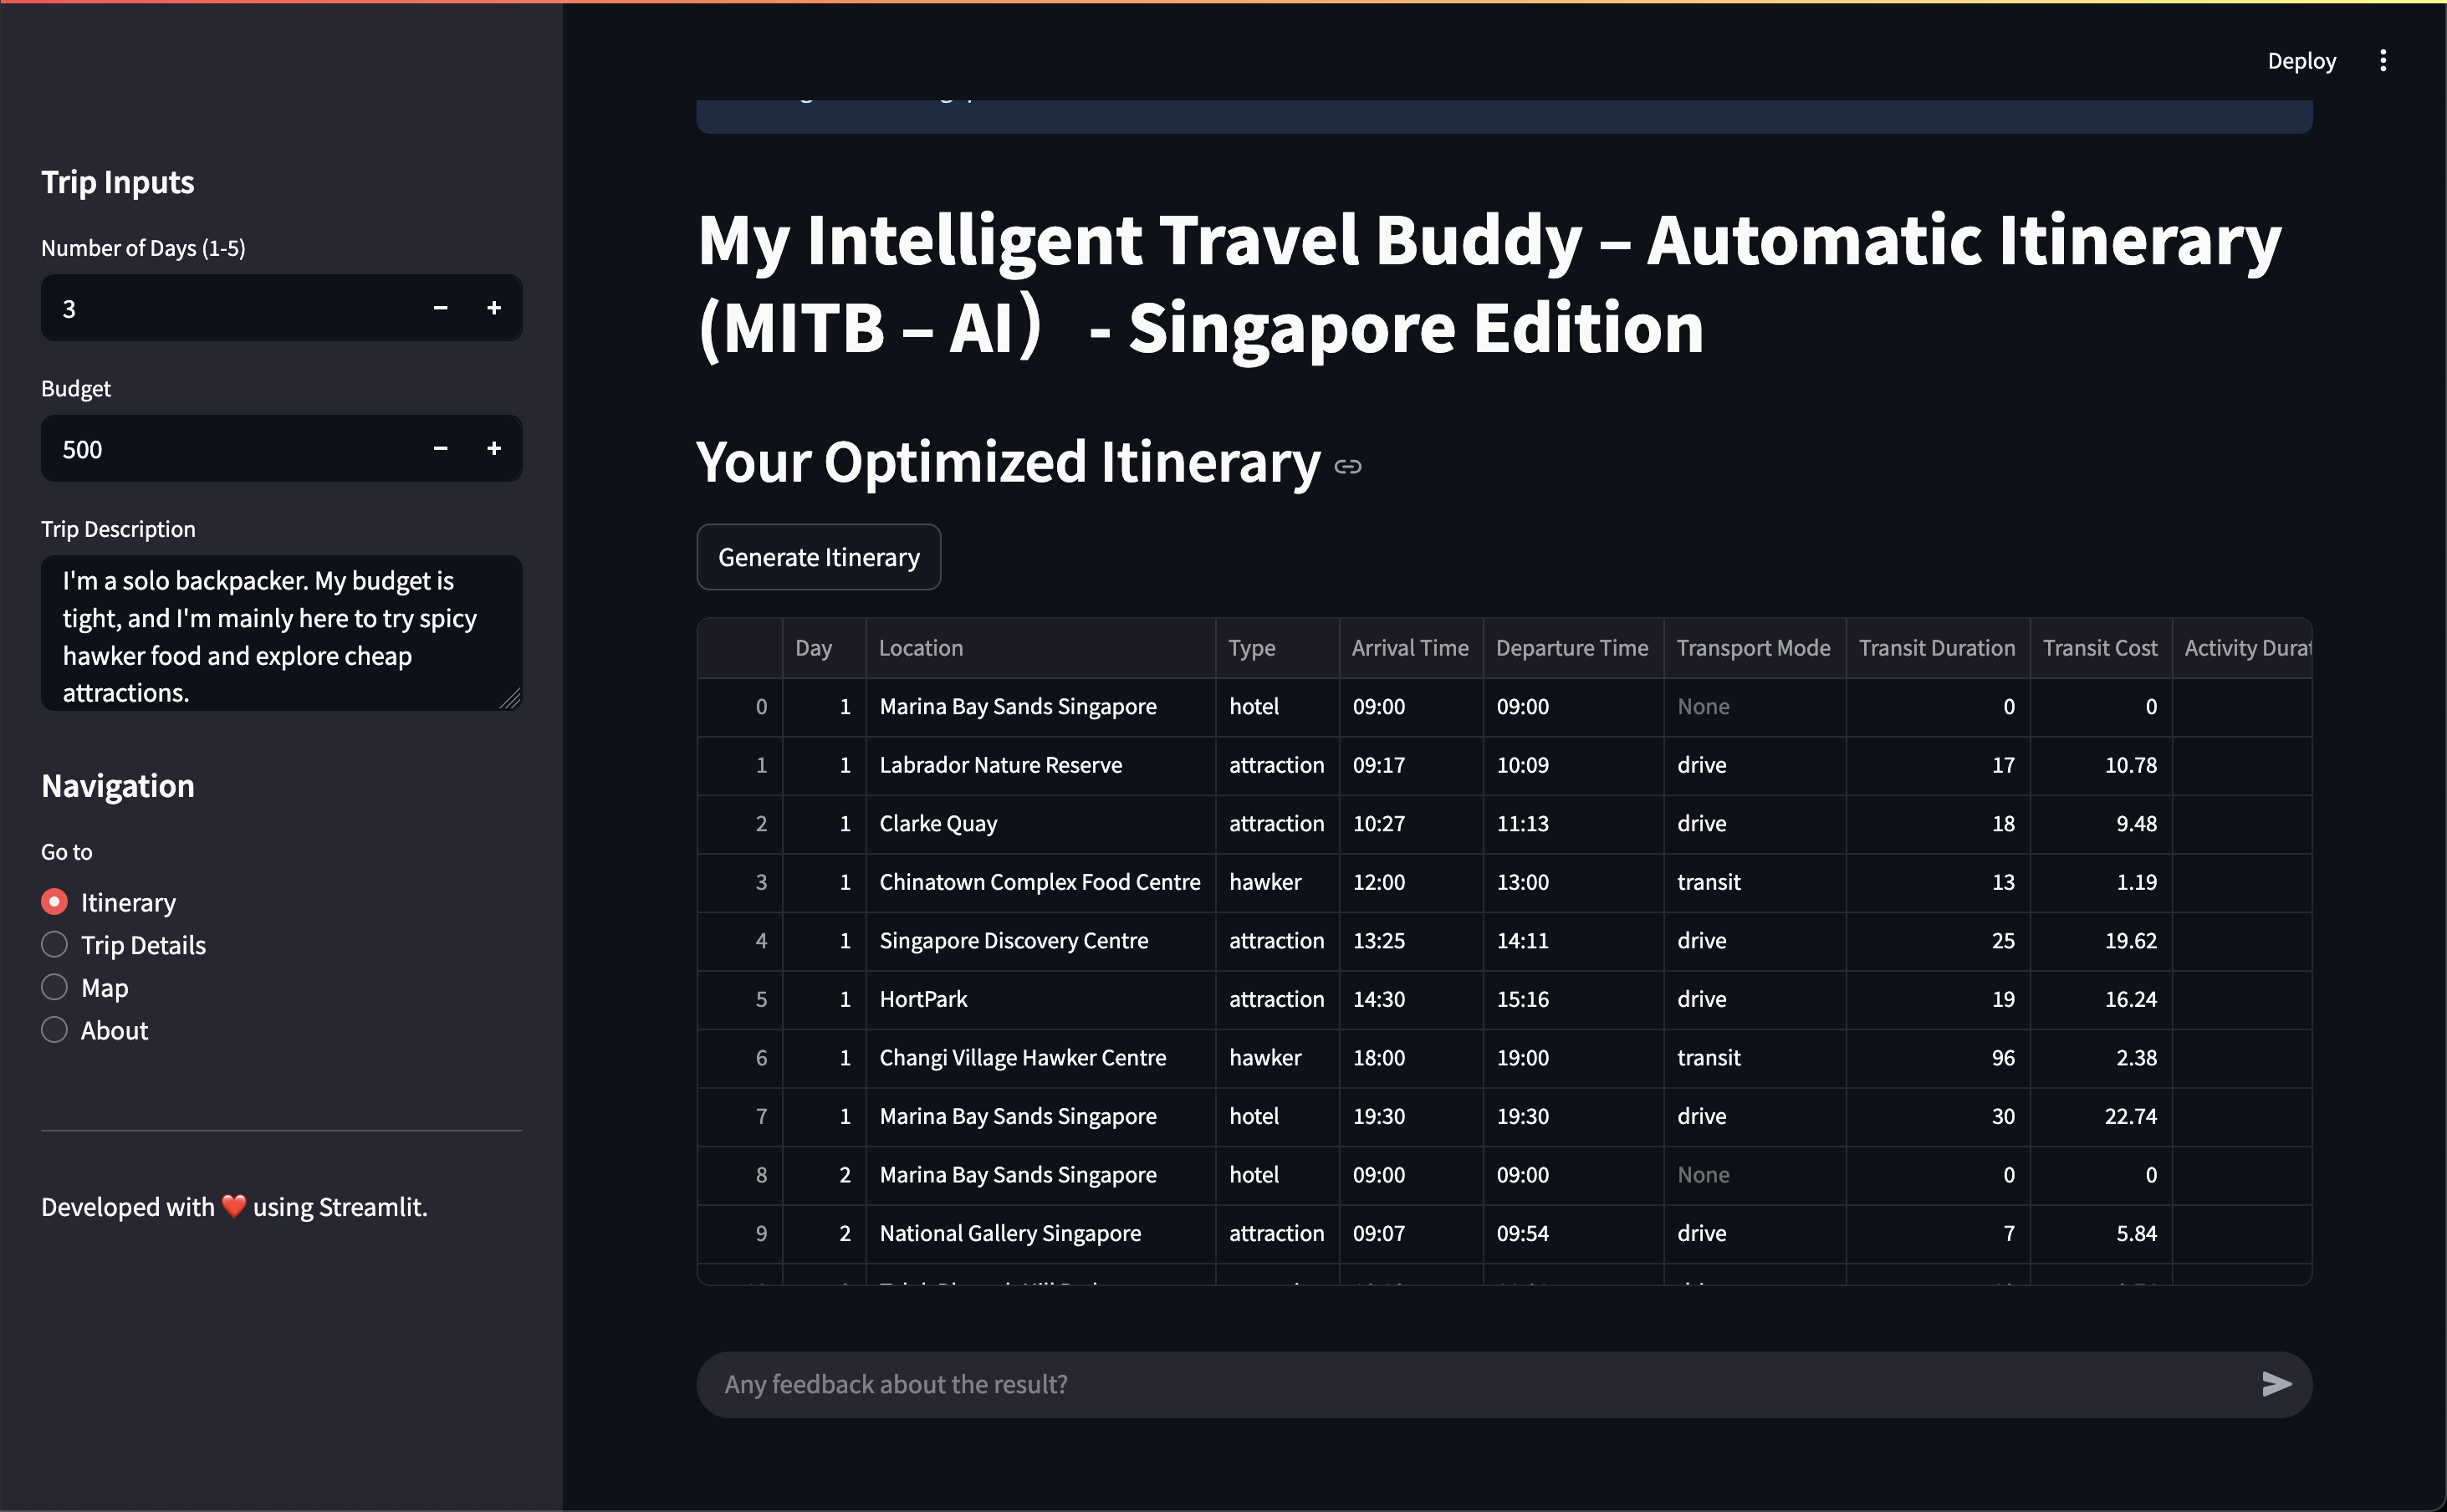 Deploy
Trip Inputs
Number of Days (1-5)
3
Budget
500
Trip Description
I'm a solo backpacker. My budget is
tight, and I'm mainly here to try spicy
hawker food and explore cheap
attractions.
Navigation
Go to
Itinerary
Trip Details
Map
About
Developed with ❤️ using Streamlit.
My Intelligent Travel Buddy – Automatic Itinerary
(MITB – AI） - Singapore Edition
Your Optimized Itinerary
Generate Itinerary
Day Location Type Arrival Time Departure Time Transport Mode Transit Duration Transit Cost Activity Durat
0 1 Marina Bay Sands Singapore hotel 09:00 09:00 None 0 0
1 1 Labrador Nature Reserve attraction 09:17 10:09 drive 17 10.78
2 1 Clarke Quay attraction 10:27 11:13 drive 18 9.48
3 1 Chinatown Complex Food Centre hawker 12:00 13:00 transit 13 1.19
4 1 Singapore Discovery Centre attraction 13:25 14:11 drive 25 19.62
5 1 HortPark attraction 14:30 15:16 drive 19 16.24
6 1 Changi Village Hawker Centre hawker 18:00 19:00 transit 96 2.38
7 1 Marina Bay Sands Singapore hotel 19:30 19:30 drive 30 22.74
8 2 Marina Bay Sands Singapore hotel 09:00 09:00 None 0 0
9 2 National Gallery Singapore attraction 09:07 09:54 drive 7 5.84
Any feedback about the result?